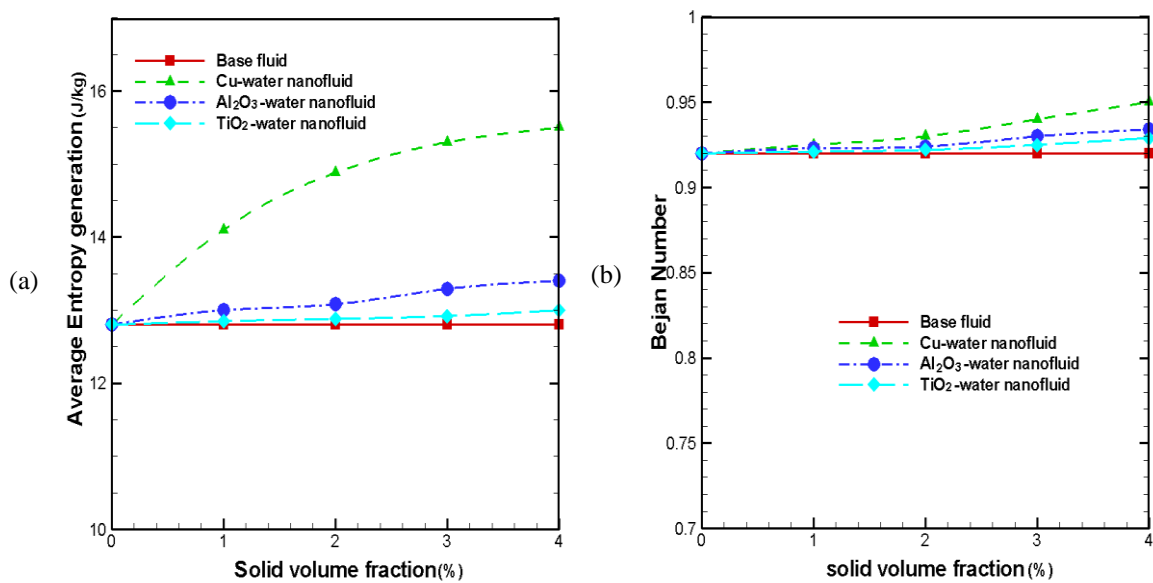 (a)
Average Entropy generation (J/kg)
16
14
12
10
Base fluid
Cu-water nanofluid
Al₂O₃-water nanofluid
TiO₂-water nanofluid
0 1 2 3 4
Solid volume fraction(%)
(b)
Bejan Number
1
0.95
0.9
0.85
0.8
0.75
0.7
Base fluid
Cu-water nanofluid
Al₂O₃-water nanofluid
TiO₂-water nanofluid
0 1 2 3 4
solid volume fraction(%)